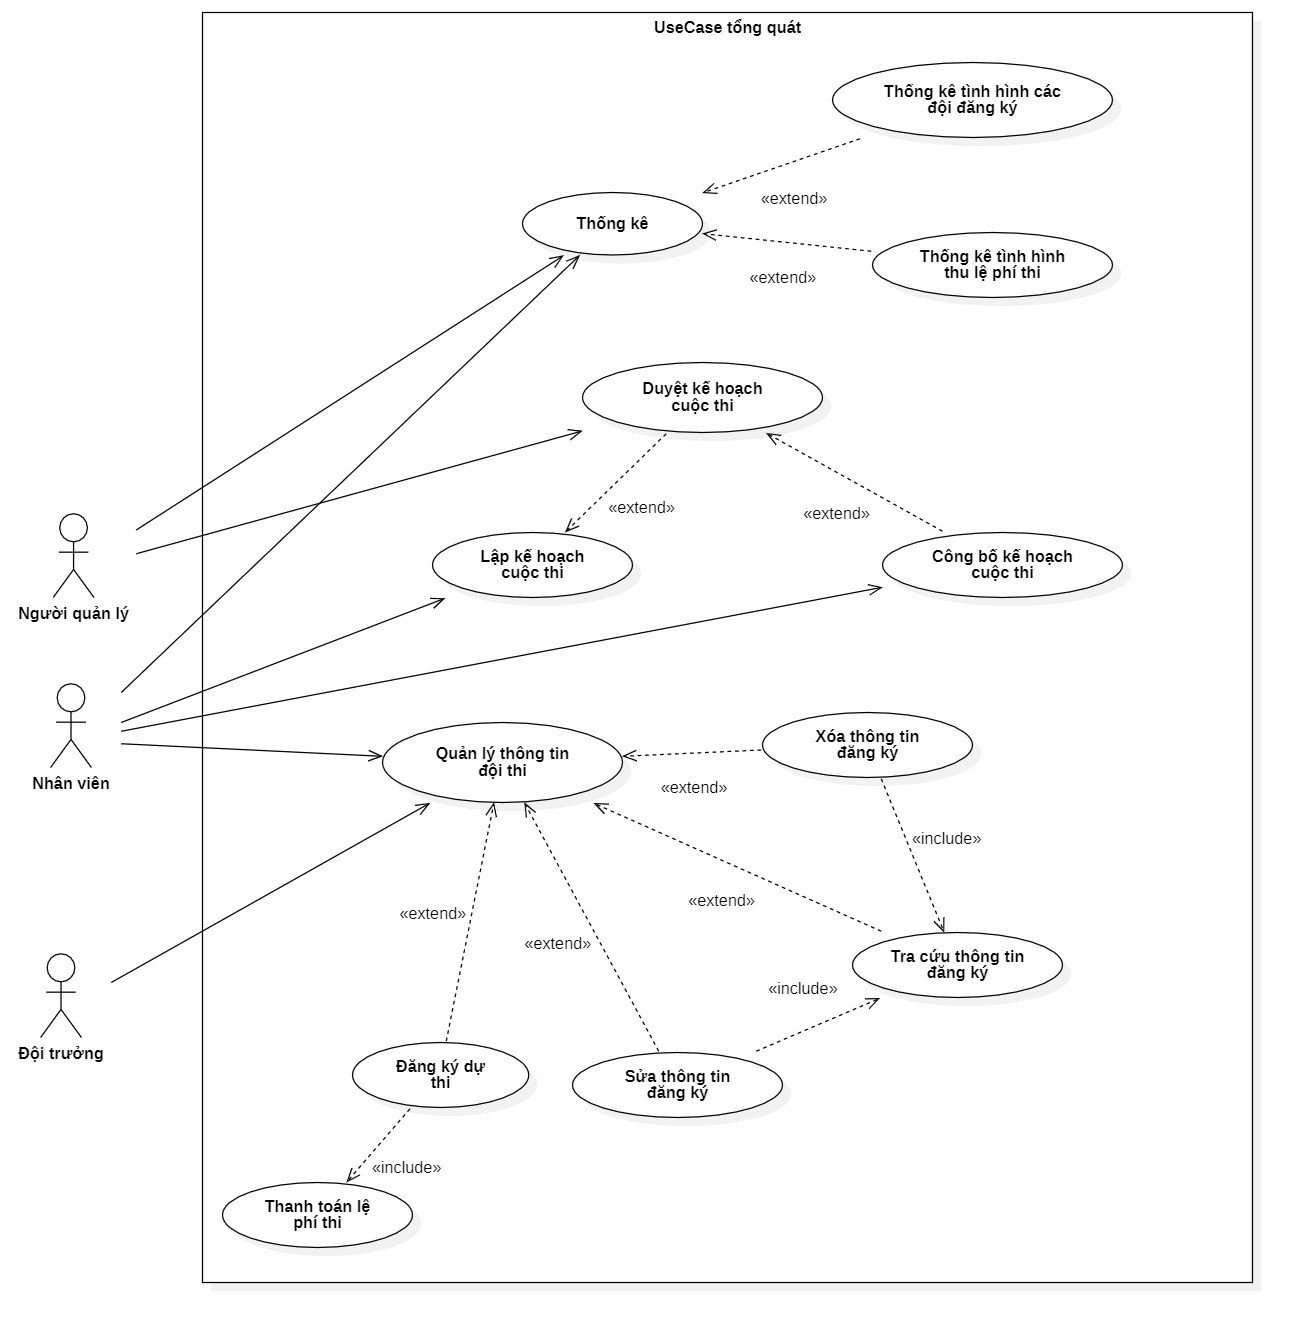 UseCase tổng quát
Thống kê tình hình các
đội đăng ký
«extend»
Thống kê
Thống kê tình hình
thu lệ phí thi
«extend»
Duyệt kế hoạch
cuộc thi
«extend»
«extend»
Lập kế hoạch
cuộc thi
Công bố kế hoạch
cuộc thi
Người quản lý
Nhân viên
Quản lý thông tin
đội thi
Xóa thông tin
đăng ký
«extend»
«include»
«extend»
«extend»
«extend»
Tra cứu thông tin
đăng ký
«include»
Đội trưởng
Đăng ký dự
thi
Sửa thông tin
đăng ký
«include»
Thanh toán lệ
phí thi